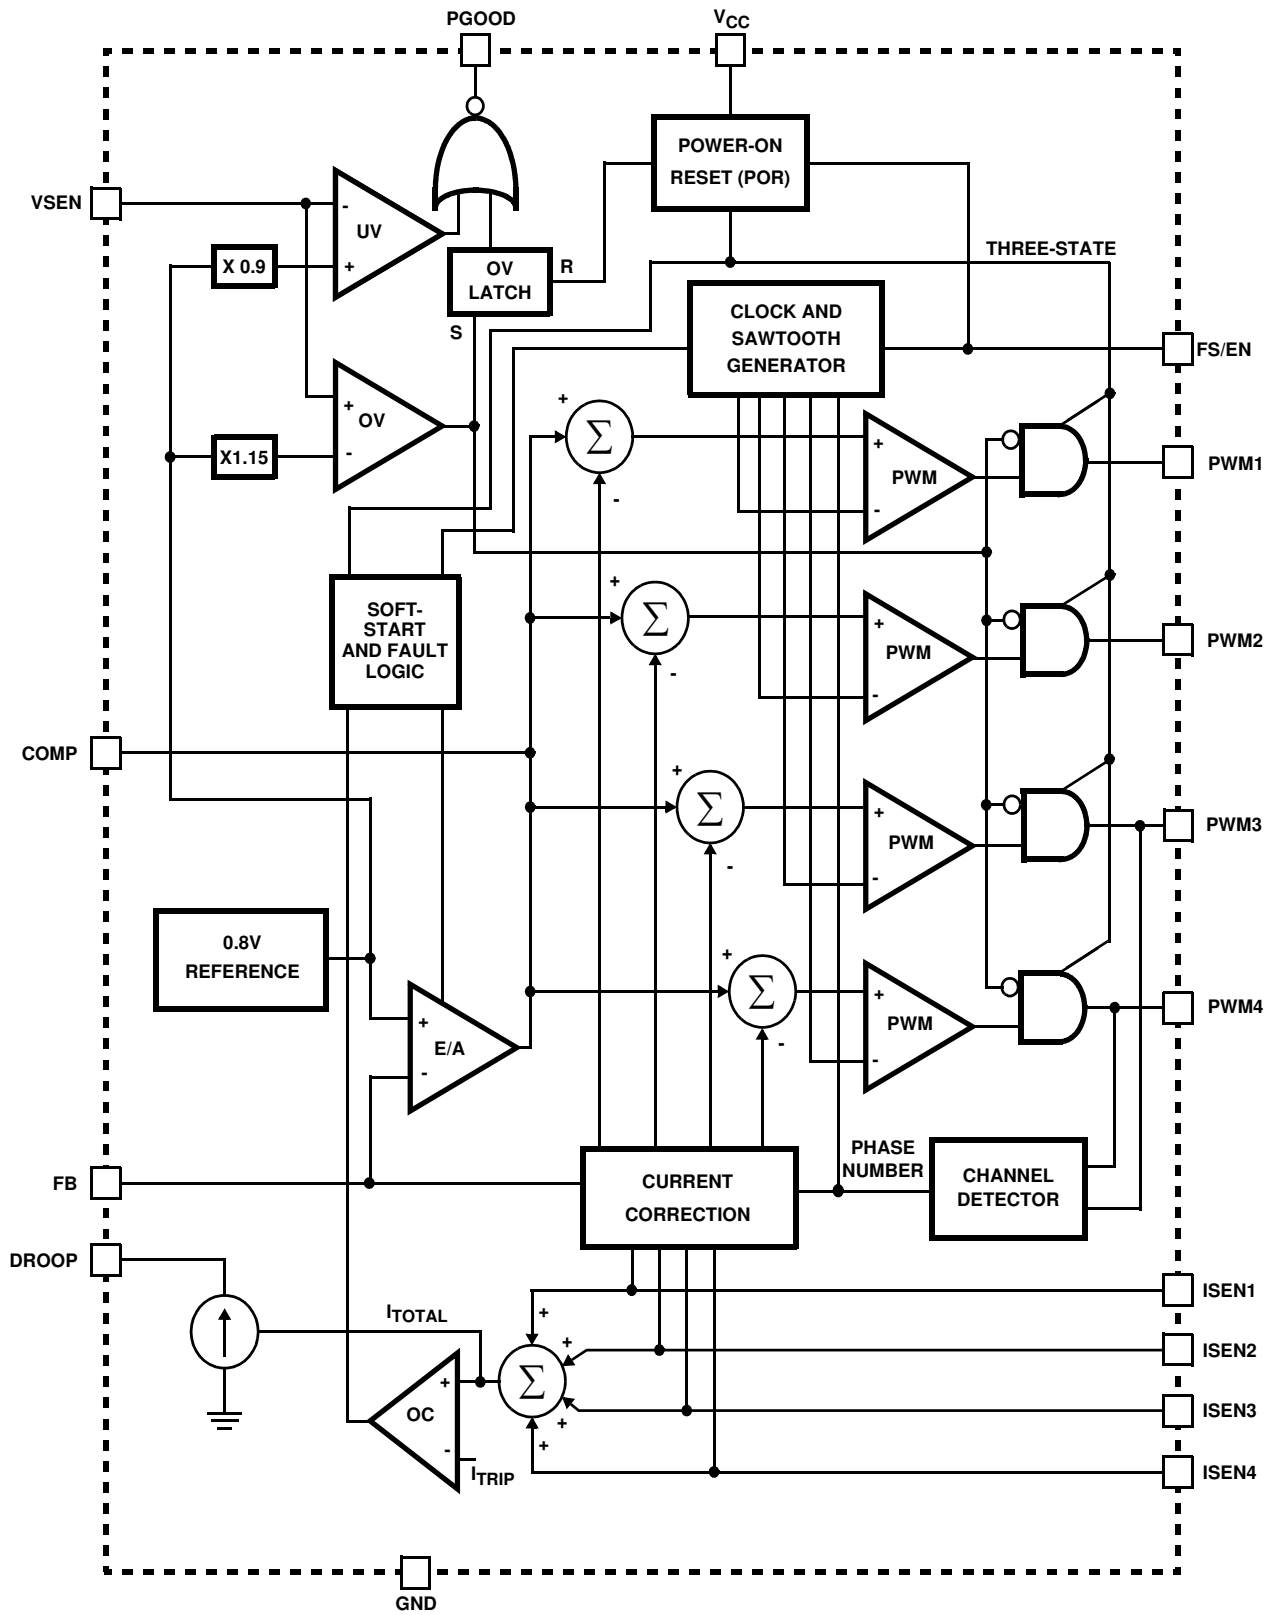 PGOOD
VCC
POWER-ON
RESET (POR)
VSEN
-
UV
+
X 0.9
THREE-STATE
OV
LATCH
R
S
CLOCK AND
SAWTOOTH
GENERATOR
FS/EN
+
OV
-
X1.15
+
Σ
-
+
PWM
-
PWM1
SOFT-
START
AND FAULT
LOGIC
+
Σ
-
+
PWM
-
PWM2
COMP
+
Σ
-
+
PWM
-
PWM3
0.8V
REFERENCE
+
E/A
-
+
Σ
-
+
PWM
-
PWM4
FB
CURRENT
CORRECTION
PHASE
NUMBER
CHANNEL
DETECTOR
DROOP
ITOTAL
+
OC
-
ITRIP
Σ
+
+
+
+
ISEN1
ISEN2
ISEN3
ISEN4
GND